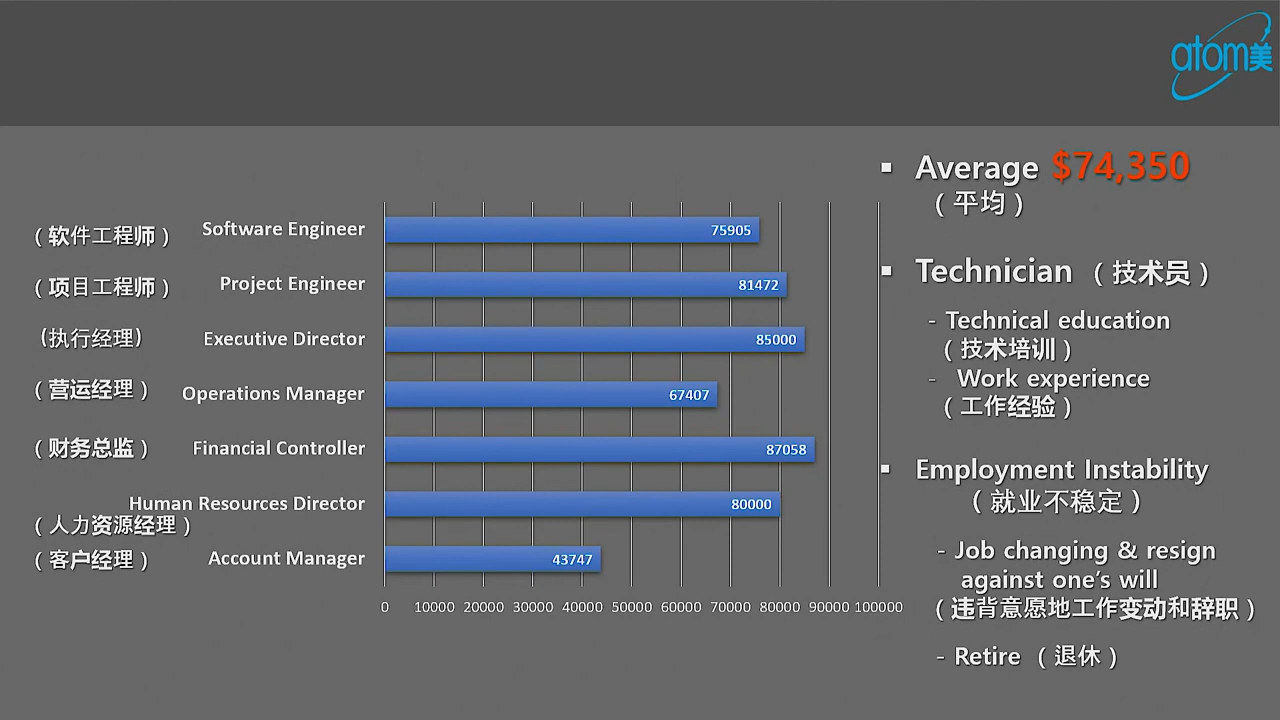 atom美
Average $74,350
（平均）
（软件工程师） Software Engineer 75905
（项目工程师） Project Engineer 81472
（执行经理） Executive Director 85000
（营运经理） Operations Manager 67407
（财务总监） Financial Controller 87058
Human Resources Director 80000
（人力资源经理）
（客户经理） Account Manager 43747
0 10000 20000 30000 40000 50000 60000 70000 80000 90000 100000
Technician （技术员）
- Technical education
（技术培训）
- Work experience
（工作经验）
Employment Instability
（就业不稳定）
- Job changing & resign
against one's will
（违背意愿地工作变动和辞职）
- Retire （退休）